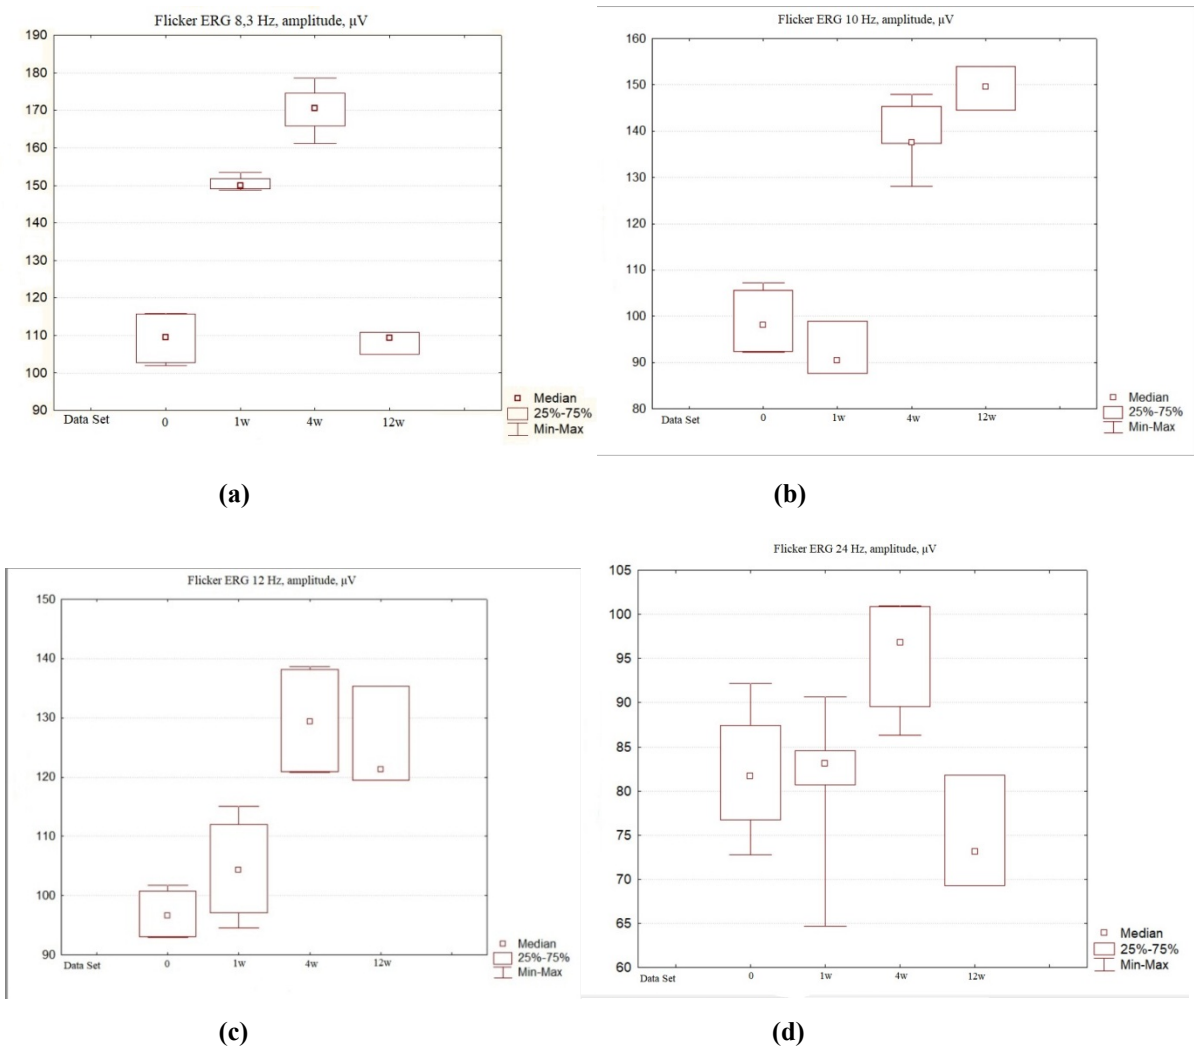 Flicker ERG 8,3 Hz, amplitude, µV
190
180
170
160
150
140
130
120
110
100
90
Data Set 0 1w 4w 12w
Median
25%-75%
Min-Max
(a)
Flicker ERG 10 Hz, amplitude, µV
160
150
140
130
120
110
100
90
80
Data Set 0 1w 4w 12w
Median
25%-75%
Min-Max
(b)
Flicker ERG 12 Hz, amplitude, µV
150
140
130
120
110
100
90
Data Set 0 1w 4w 12w
Median
25%-75%
Min-Max
(c)
Flicker ERG 24 Hz, amplitude, µV
105
100
95
90
85
80
75
70
65
60
Data Set 0 1w 4w 12w
Median
25%-75%
Min-Max
(d)